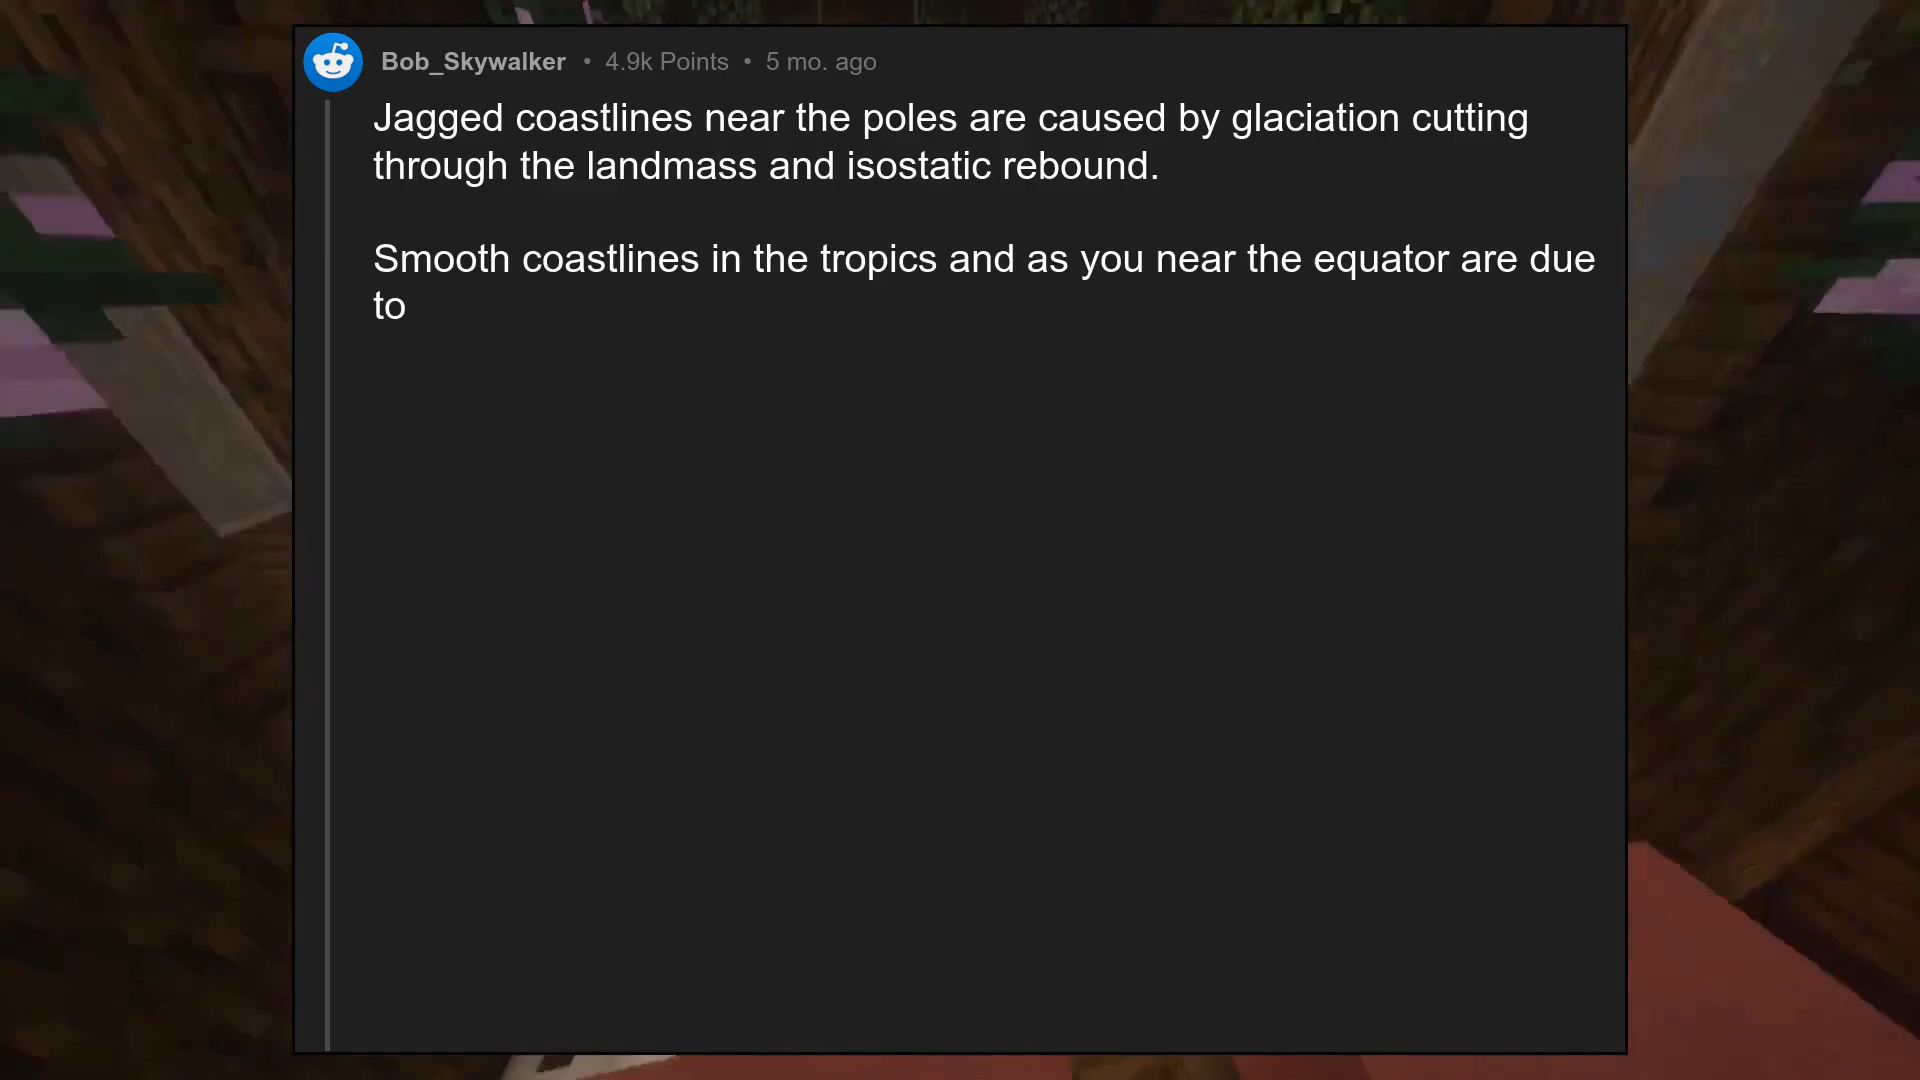 Bob_Skywalker • 4.9k Points • 5 mo. ago
Jagged coastlines near the poles are caused by glaciation cutting
through the landmass and isostatic rebound.
Smooth coastlines in the tropics and as you near the equator are due
to